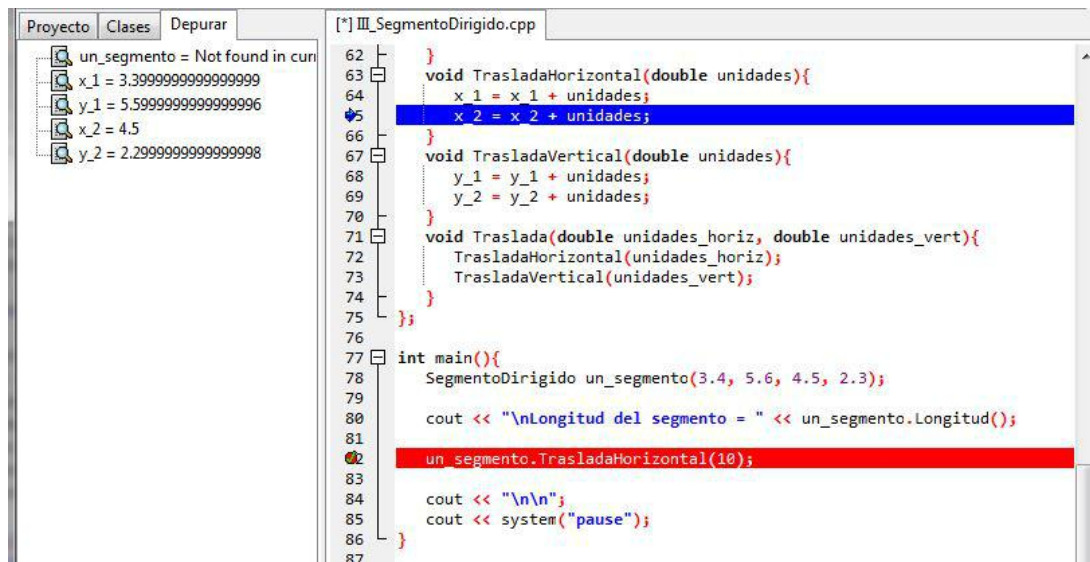 Proyecto Clases Depurar
un_segmento = Not found in curr
x_1 = 3.3999999999999999
y_1 = 5.5999999999999996
x_2 = 4.5
y_2 = 2.2999999999999998
[*] III_SegmentoDirigido.cpp
62 }
63 void TrasladaHorizontal(double unidades){
64 x_1 = x_1 + unidades;
65 x_2 = x_2 + unidades;
66 }
67 void TrasladaVertical(double unidades){
68 y_1 = y_1 + unidades;
69 y_2 = y_2 + unidades;
70 }
71 void Traslada(double unidades_horiz, double unidades_vert){
72 TrasladaHorizontal(unidades_horiz);
73 TrasladaVertical(unidades_vert);
74 }
75 };
76
77 int main(){
78 SegmentoDirigido un_segmento(3.4, 5.6, 4.5, 2.3);
79
80 cout << "\nLongitud del segmento = " << un_segmento.Longitud();
81
82 un_segmento.TrasladaHorizontal(10);
83
84 cout << "\n\n";
85 cout << system("pause");
86 }
87